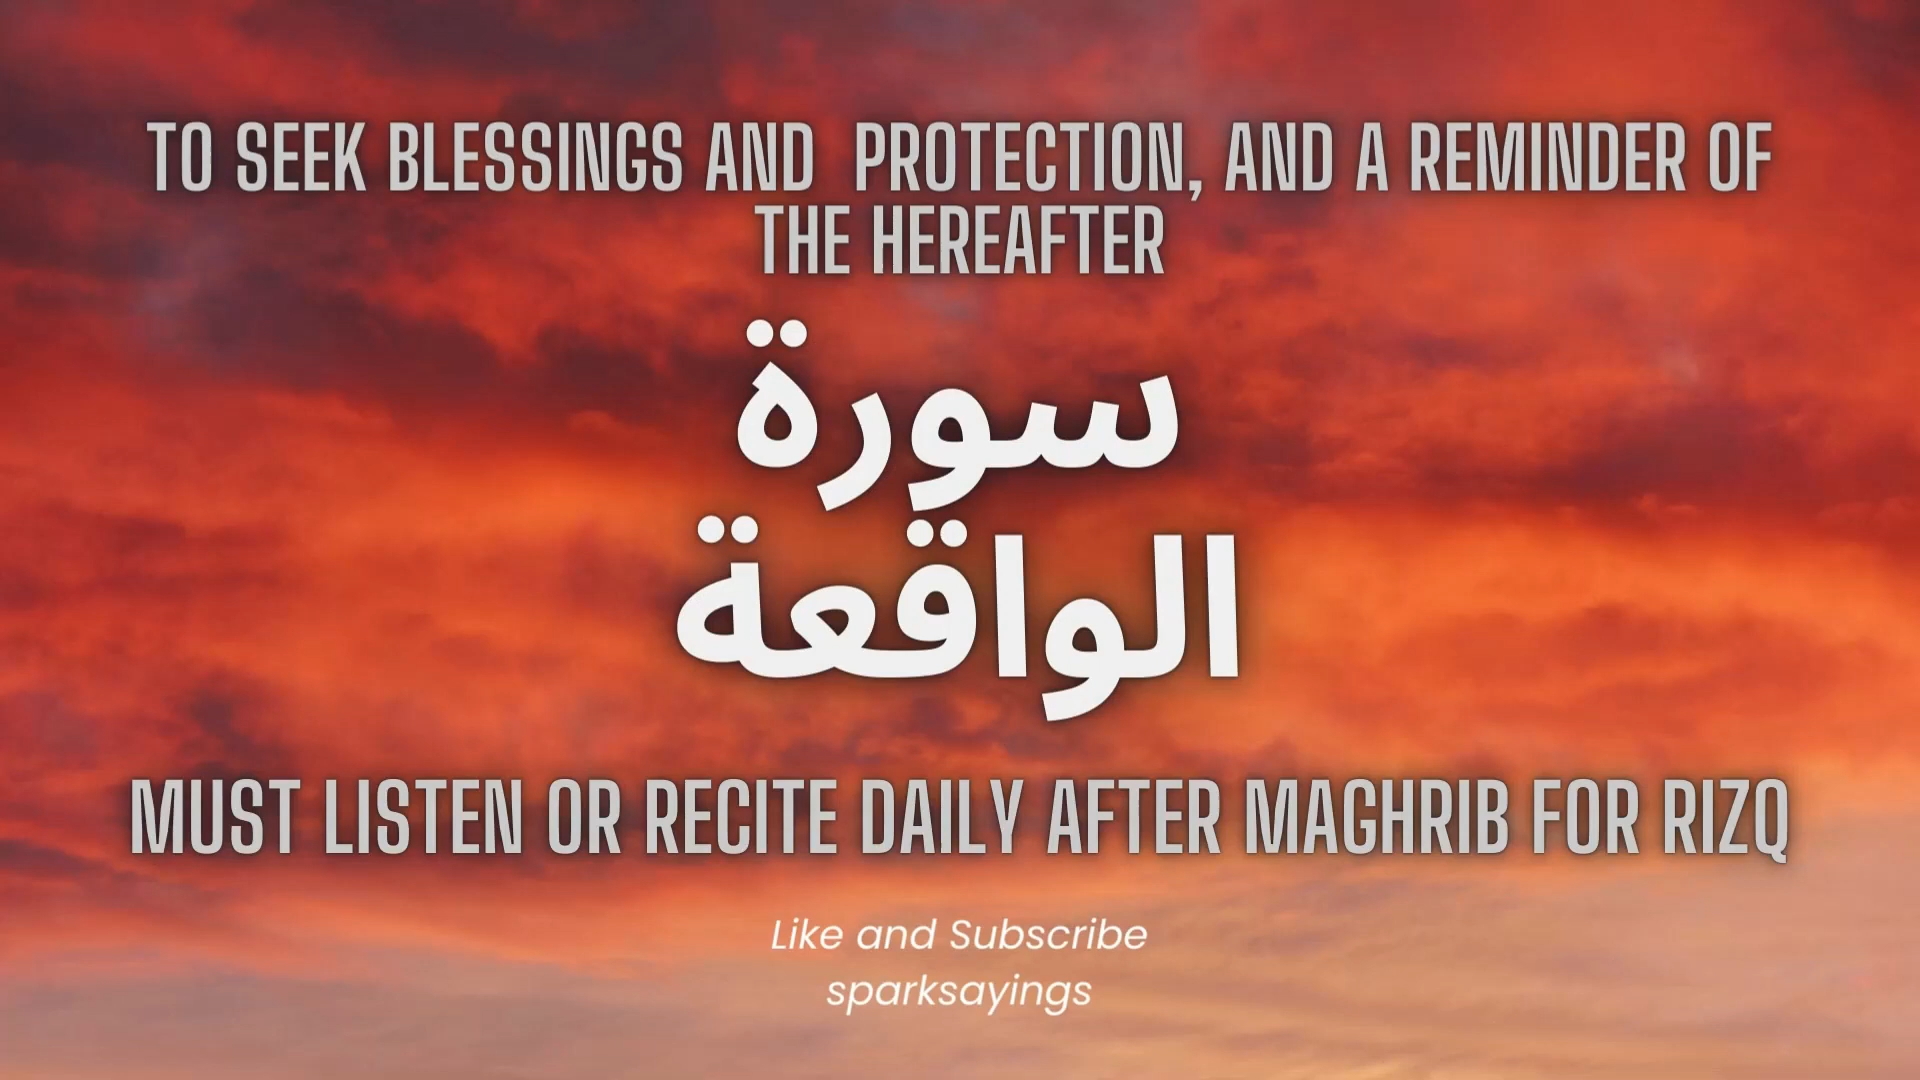 TO SEEK BLESSINGS AND PROTECTION, AND A REMINDER OF
THE HEREAFTER
سورة
الواقعة
MUST LISTEN OR RECITE DAILY AFTER MAGHRIB FOR RIZQ
Like and Subscribe
sparksayings